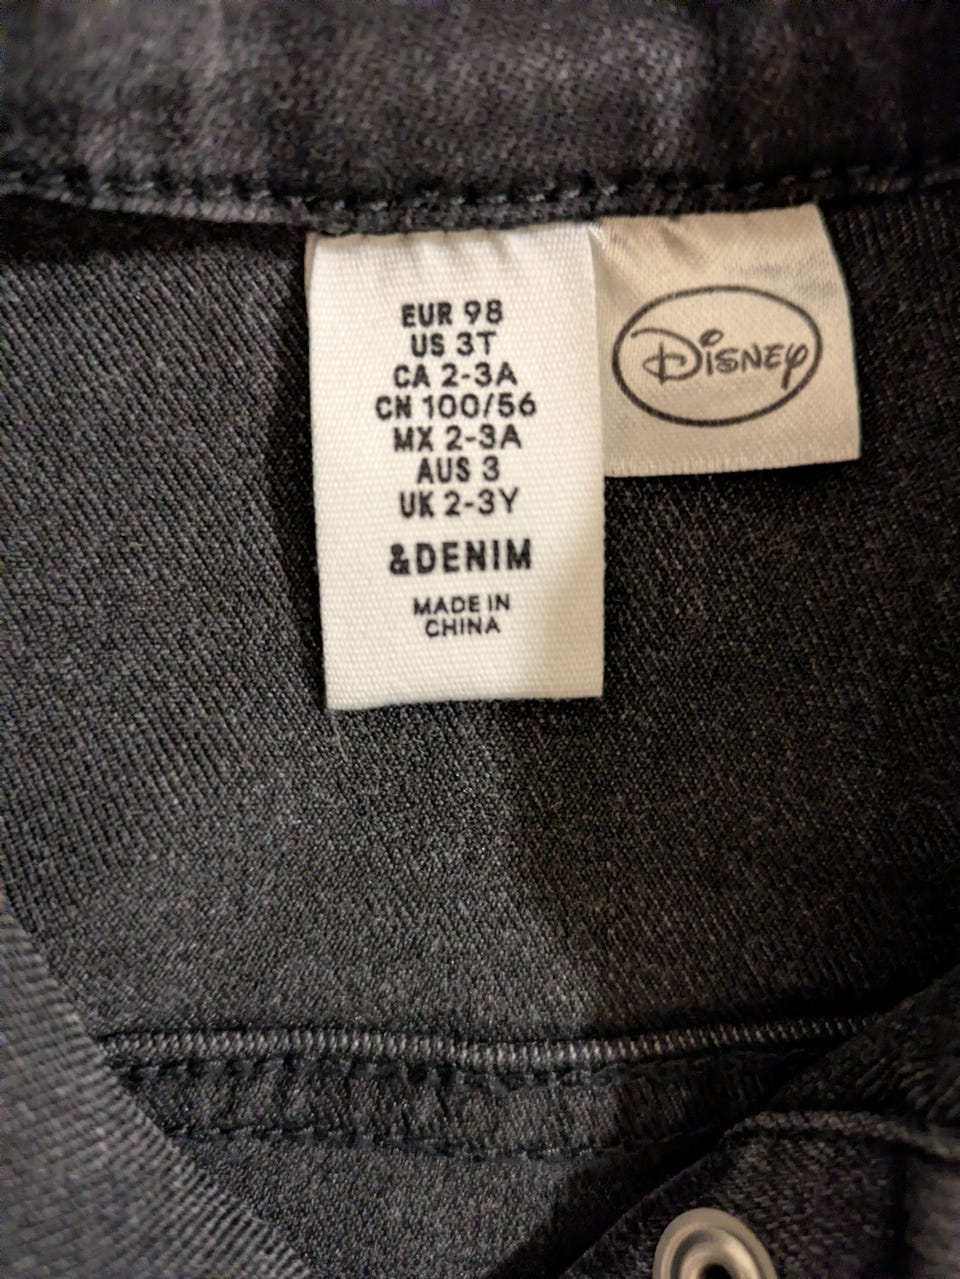 EUR 98
US 3T
CA 2-3A
CN 100/56
MX 2-3A
AUS 3
UK 2-3Y
&DENIM
MADE IN
CHINA
Disney